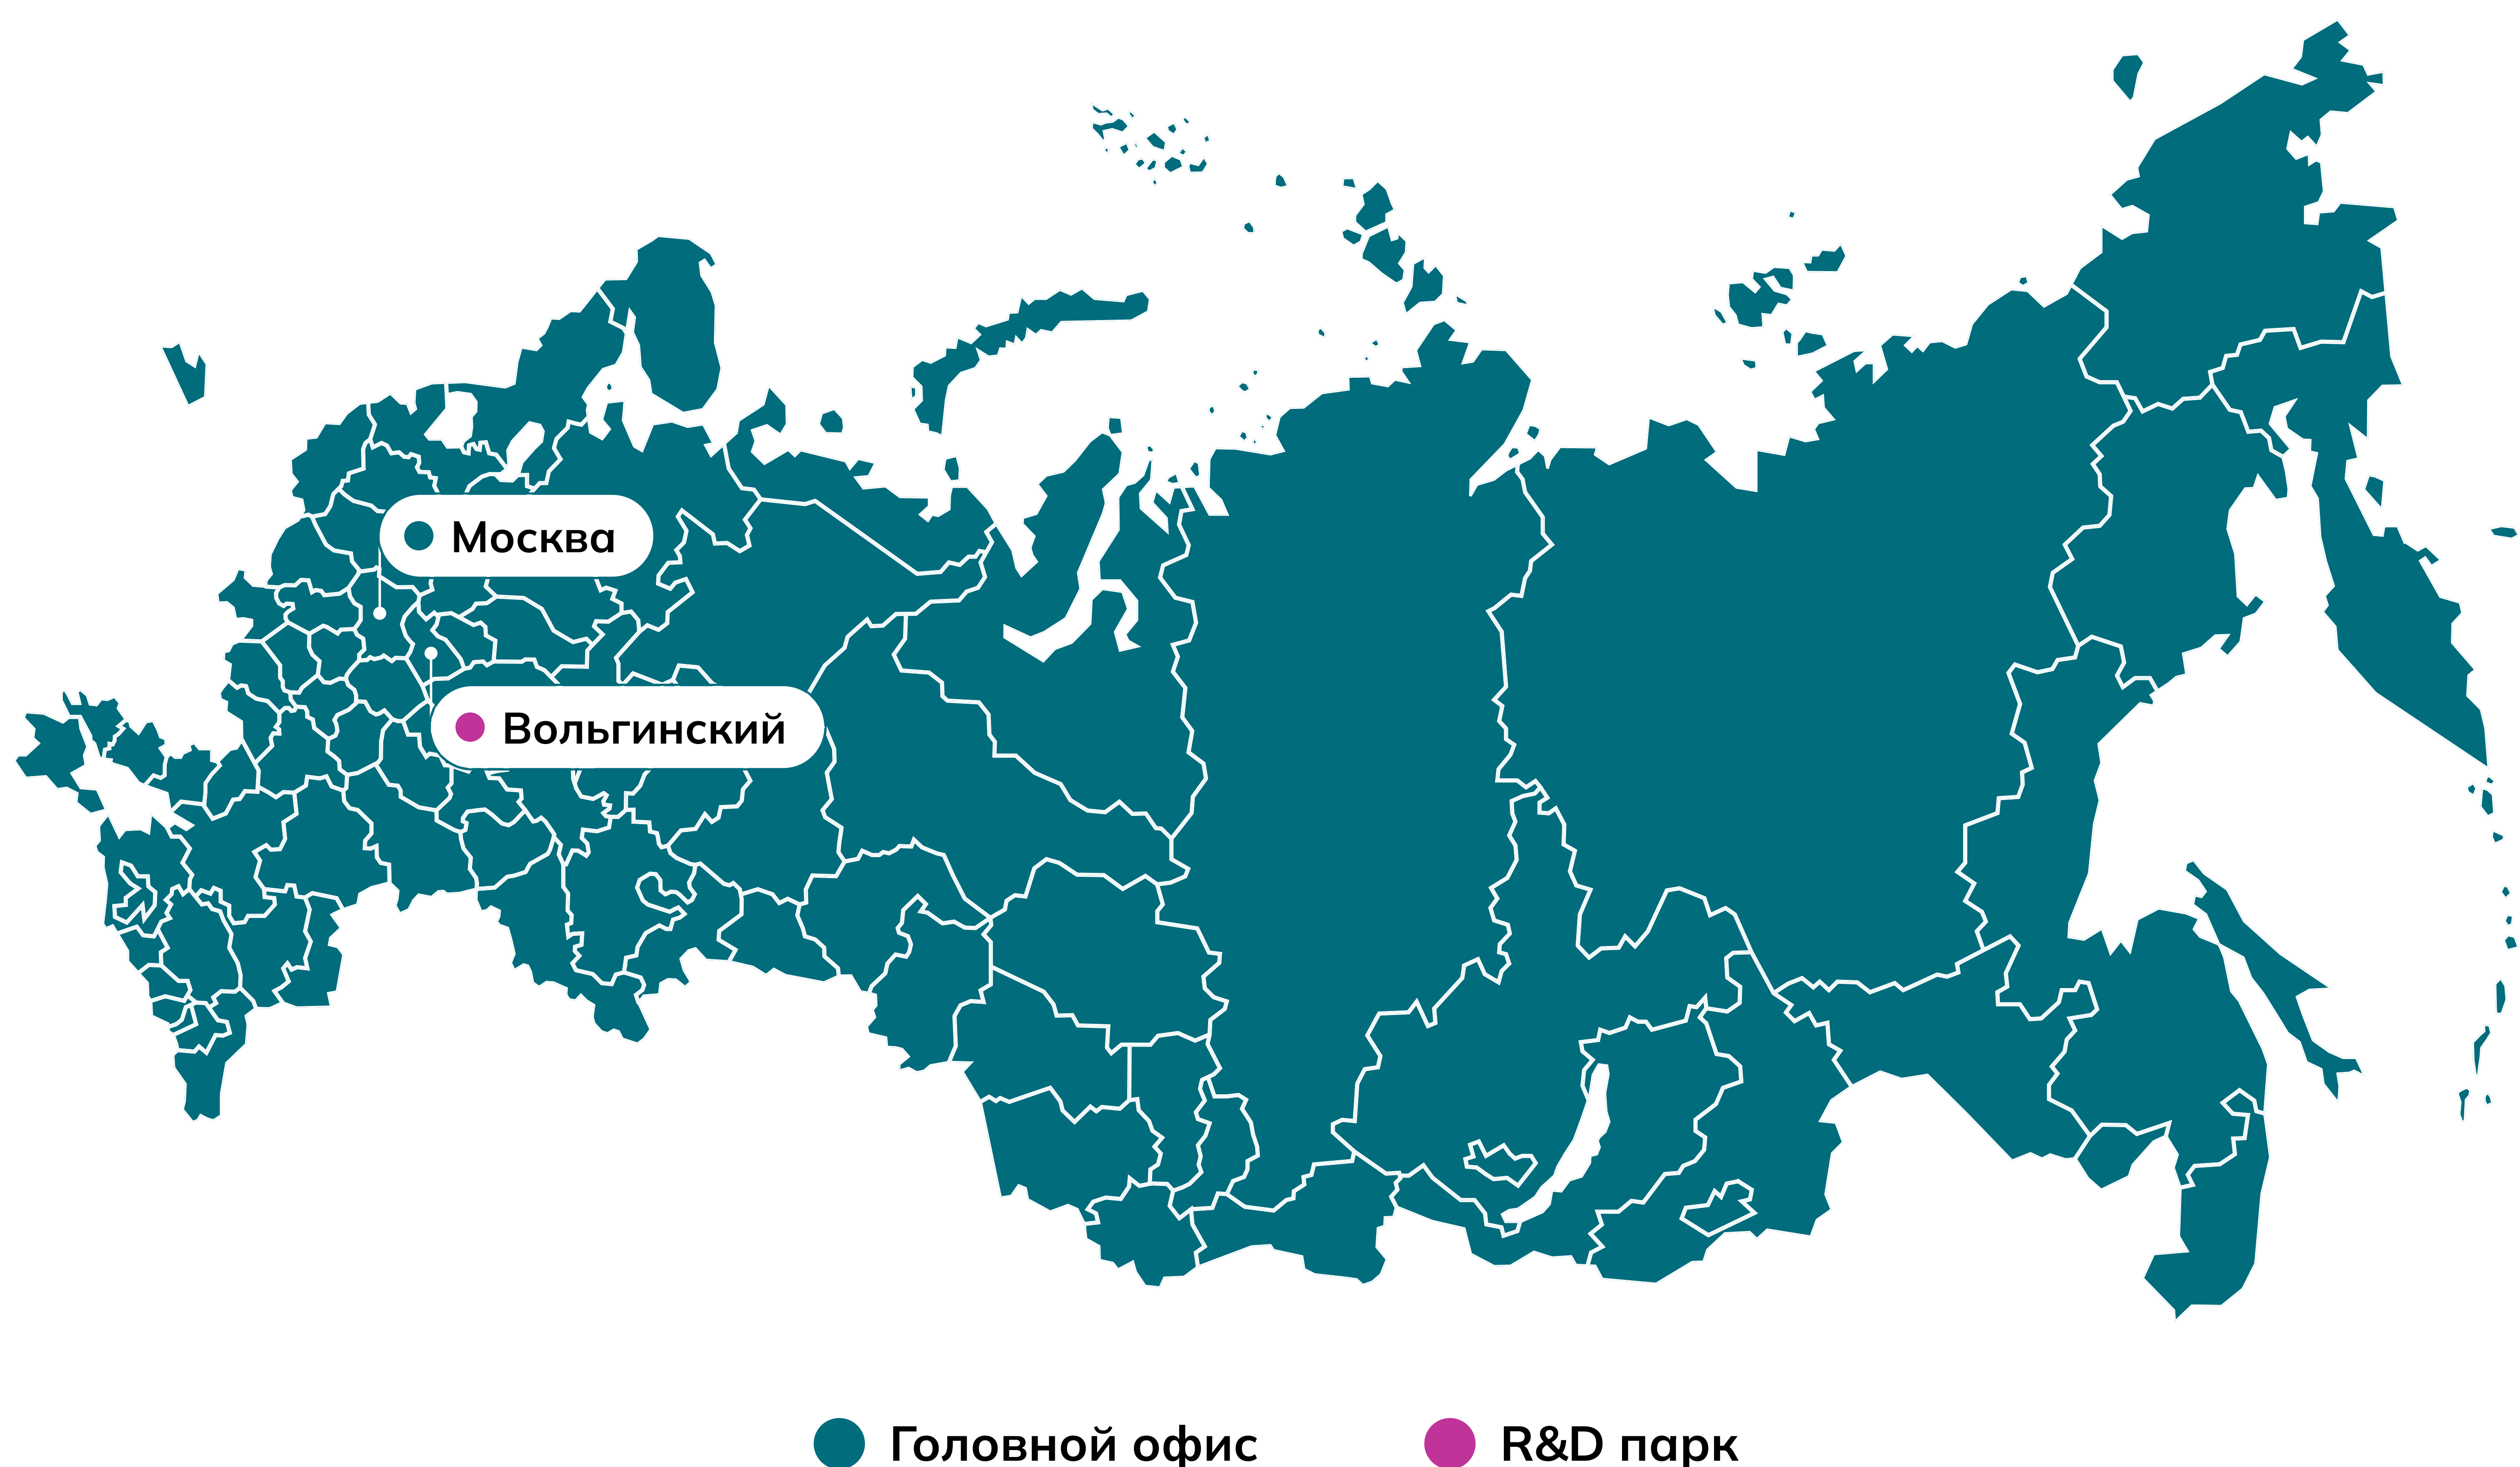 Москва
Вольгинский
Головной офис
R&D парк